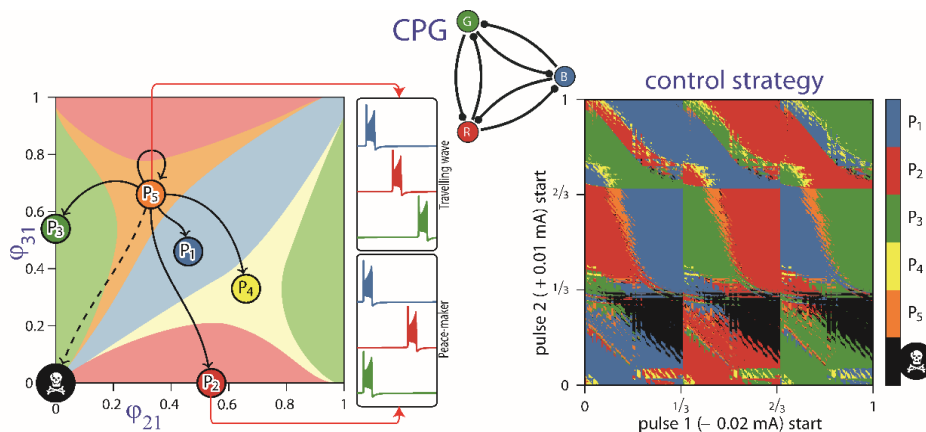 CPG
G
B
R
1
0.8
0.6
0.4
0.2
0
φ31
0
0.2
0.4
0.6
0.8
1
φ21
P5
P3
P1
P4
P2
Travelling wave
Peace-maker
control strategy
1
2/3
1/3
0
pulse 2 (+ 0.01 mA) start
0
1/3
2/3
1
pulse 1 (– 0.02 mA) start
P1
P2
P3
P4
P5